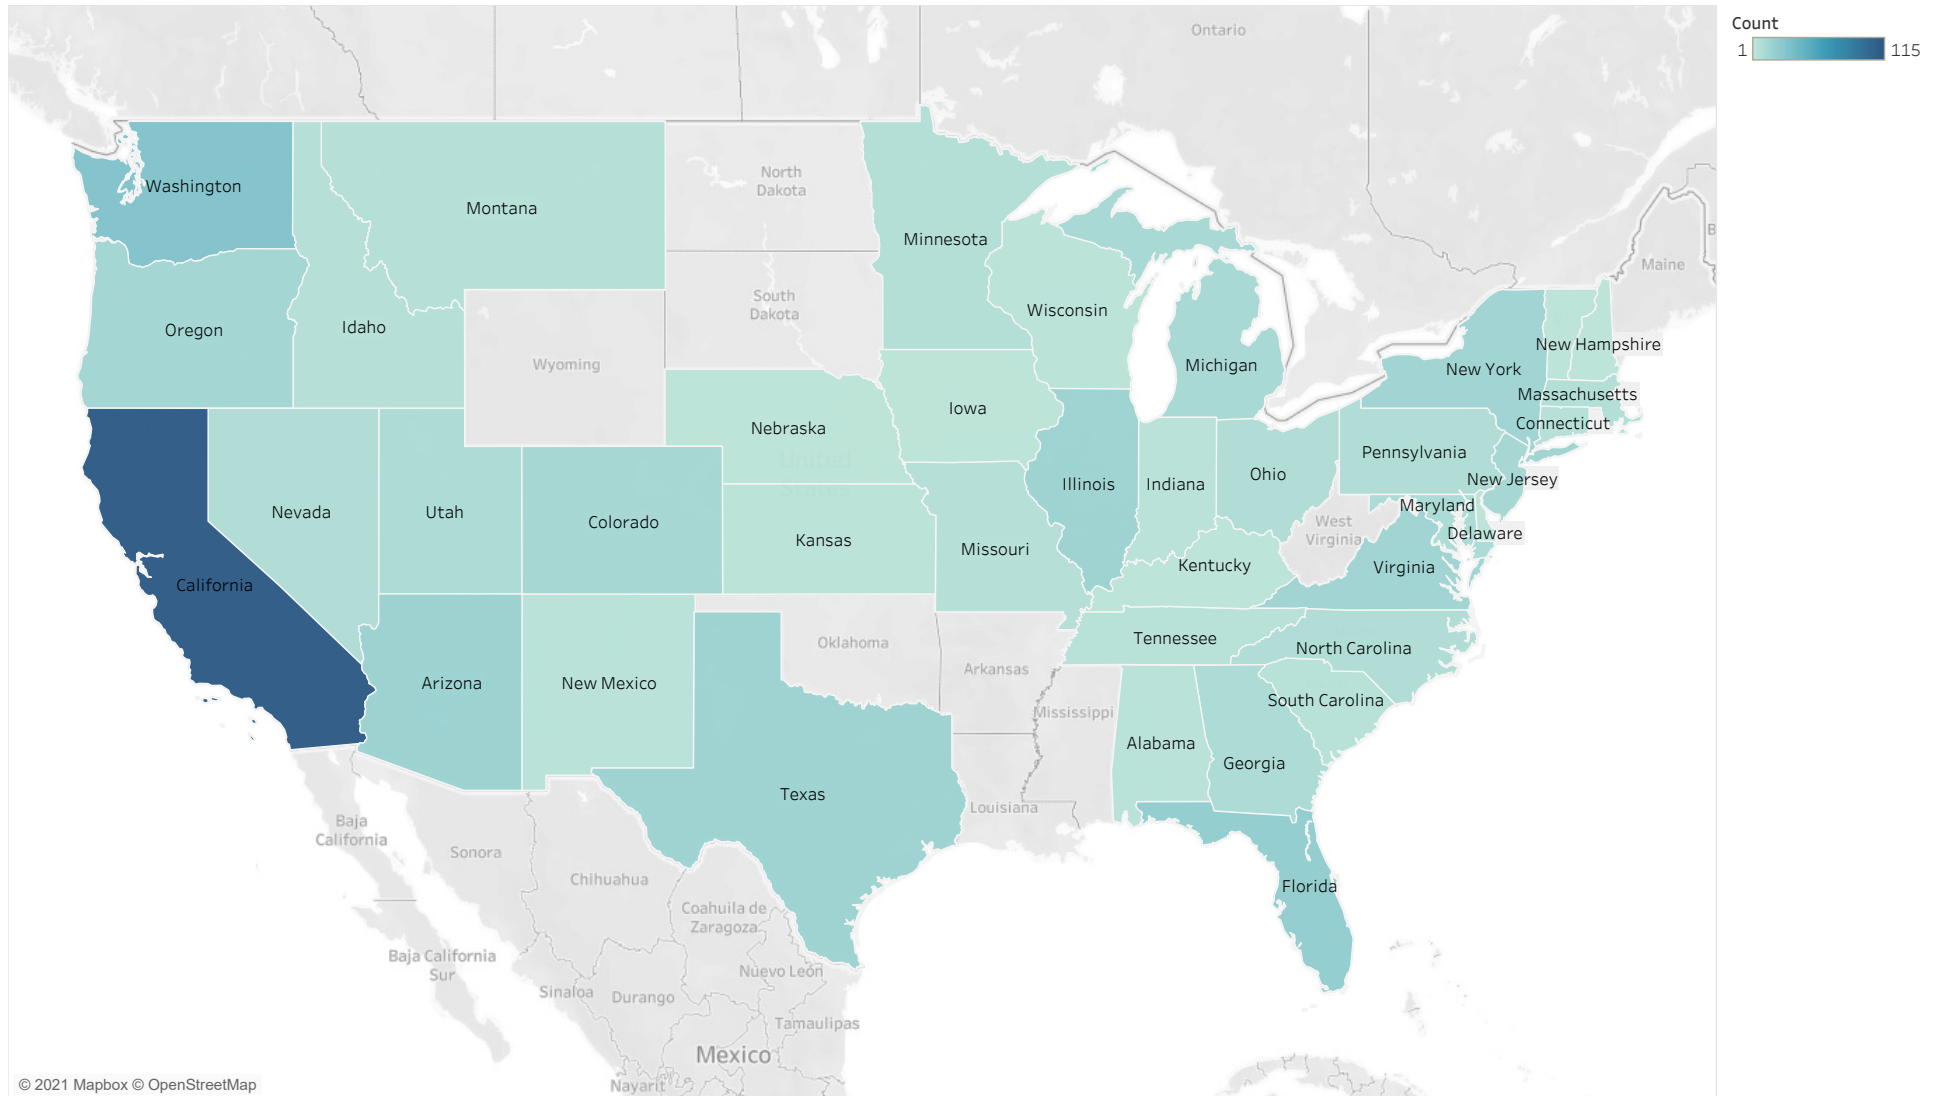 Count
1
115
Ontario
Washington
Montana
North
Dakota
Minnesota
Maine
B
South
Dakota
Oregon
Idaho
Wisconsin
Wyoming
Michigan
New Hampshire
New York
Massachusetts
Iowa
Connecticut
Nebraska
United
States
Pennsylvania
Ohio
New Jersey
Illinois
Indiana
Maryland
Nevada
Utah
Colorado
West
Virginia
Delaware
Kansas
Missouri
Kentucky
Virginia
California
Tennessee
North Carolina
Oklahoma
Arkansas
Arizona
New Mexico
South Carolina
Mississippi
Alabama
Georgia
Texas
Louisiana
Baja
California
Sonora
Chihuahua
Florida
Coahuila de
Zaragoza
Baja California
Sur
Nuevo León
Sinaloa
Durango
Tamaulipas
Mexico
Nayarit
© 2021 Mapbox © OpenStreetMap